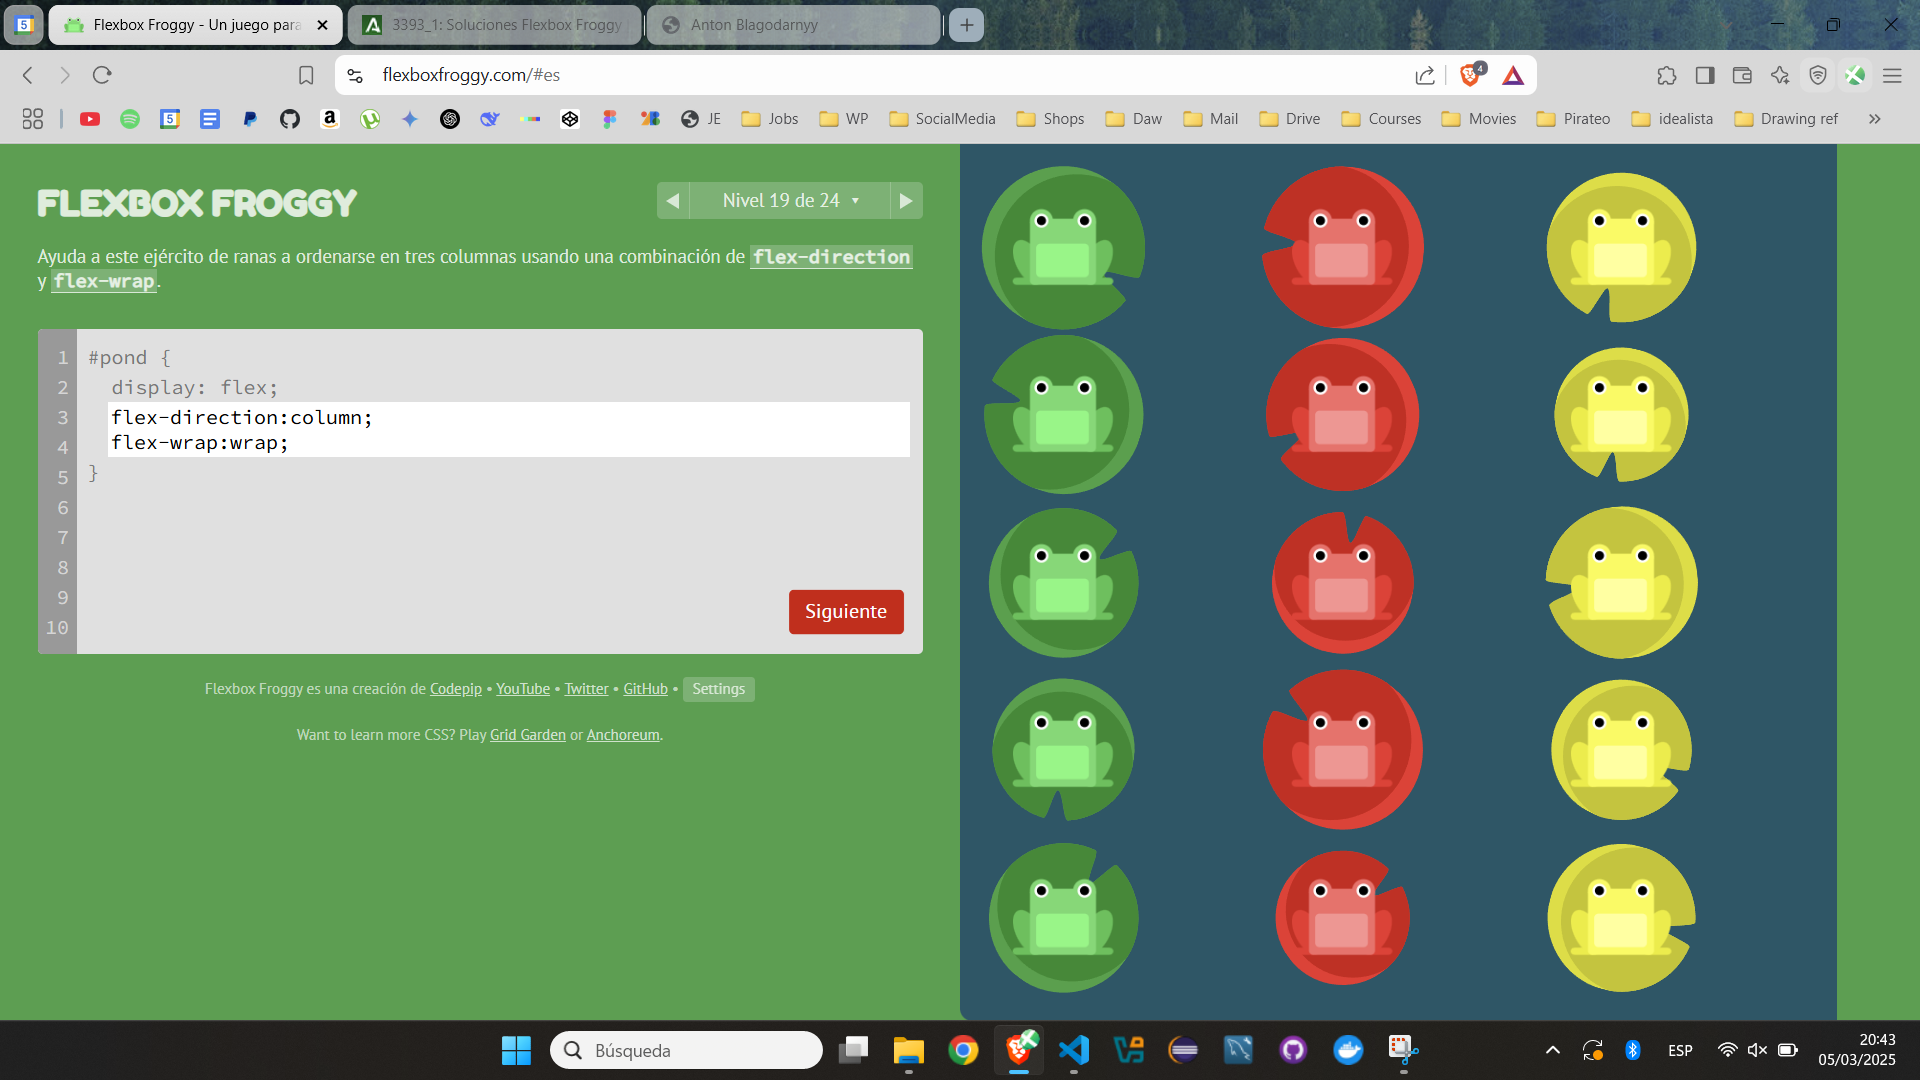 5
Flexbox Froggy - Un juego para
3393_1: Soluciones Flexbox Froggy
Anton Blagodarnyy
flexboxfroggy.com/#es
4
5
JE
Jobs
WP
SocialMedia
Shops
Daw
Mail
Drive
Courses
Movies
Pirateo
idealista
Drawing ref
FLEXBOX FROGGY
Nivel 19 de 24
Ayuda a este ejército de ranas a ordenarse en tres columnas usando una combinación de flex-direction
y flex-wrap.
1 #pond {
2 display: flex;
3 flex-direction:column;
4 flex-wrap:wrap;
5 }
6
7
8
9
10
Siguiente
Flexbox Froggy es una creación de Codepip • YouTube • Twitter • GitHub • Settings
Want to learn more CSS? Play Grid Garden or Anchoreum.
Búsqueda
ESP
20:43
05/03/2025